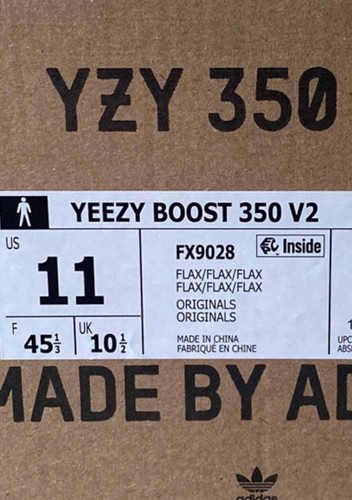 YZY 350
YEEZY BOOST 350 V2
US
11
F
45⅓
UK
10½
FX9028
Inside
FLAX/FLAX/FLAX
FLAX/FLAX/FLAX
ORIGINALS
ORIGINALS
MADE IN CHINA
FABRIQUÉ EN CHINE
UPC
MADE BY AD
adidas